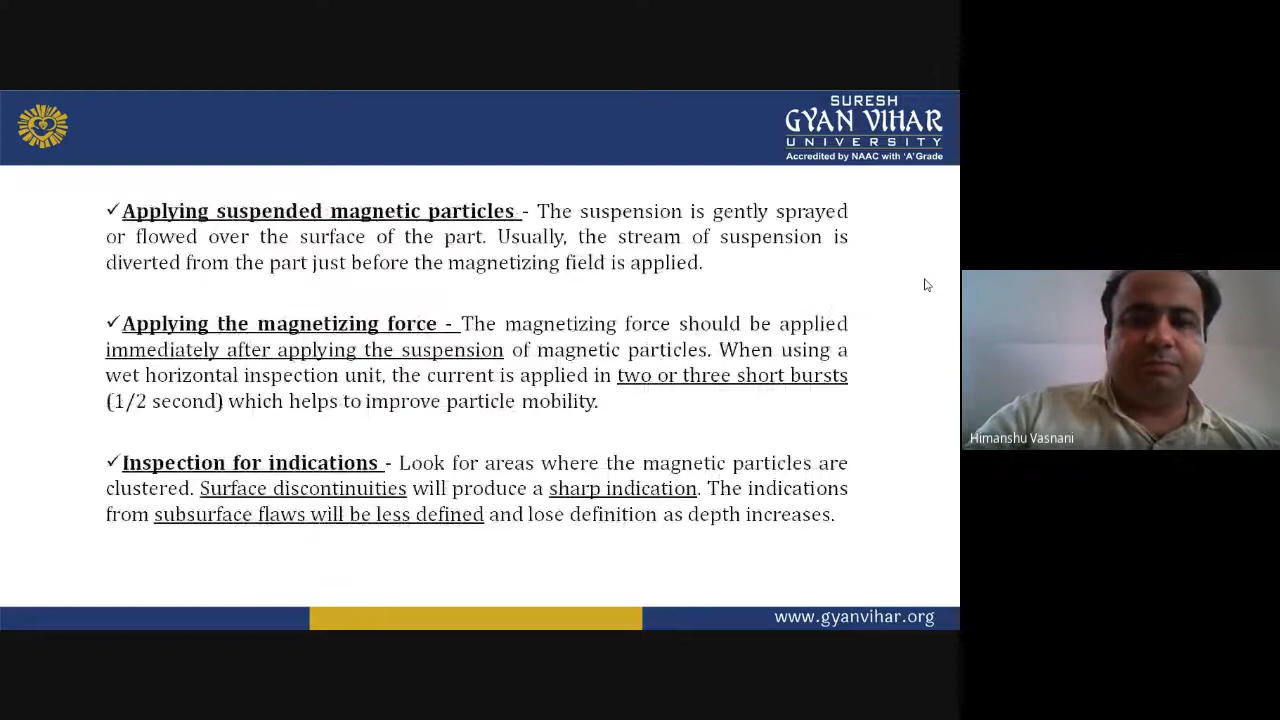 SURESH
GYAN VIHAR
UNIVERSITY
Accredited by NAAC with 'A' Grade
✓Applying suspended magnetic particles - The suspension is gently sprayed
or flowed over the surface of the part. Usually, the stream of suspension is
diverted from the part just before the magnetizing field is applied.
✓Applying the magnetizing force - The magnetizing force should be applied
immediately after applying the suspension of magnetic particles. When using a
wet horizontal inspection unit, the current is applied in two or three short bursts
(1/2 second) which helps to improve particle mobility.
✓Inspection for indications - Look for areas where the magnetic particles are
clustered. Surface discontinuities will produce a sharp indication. The indications
from subsurface flaws will be less defined and lose definition as depth increases.
www.gyanvihar.org
Himanshu Vasnani